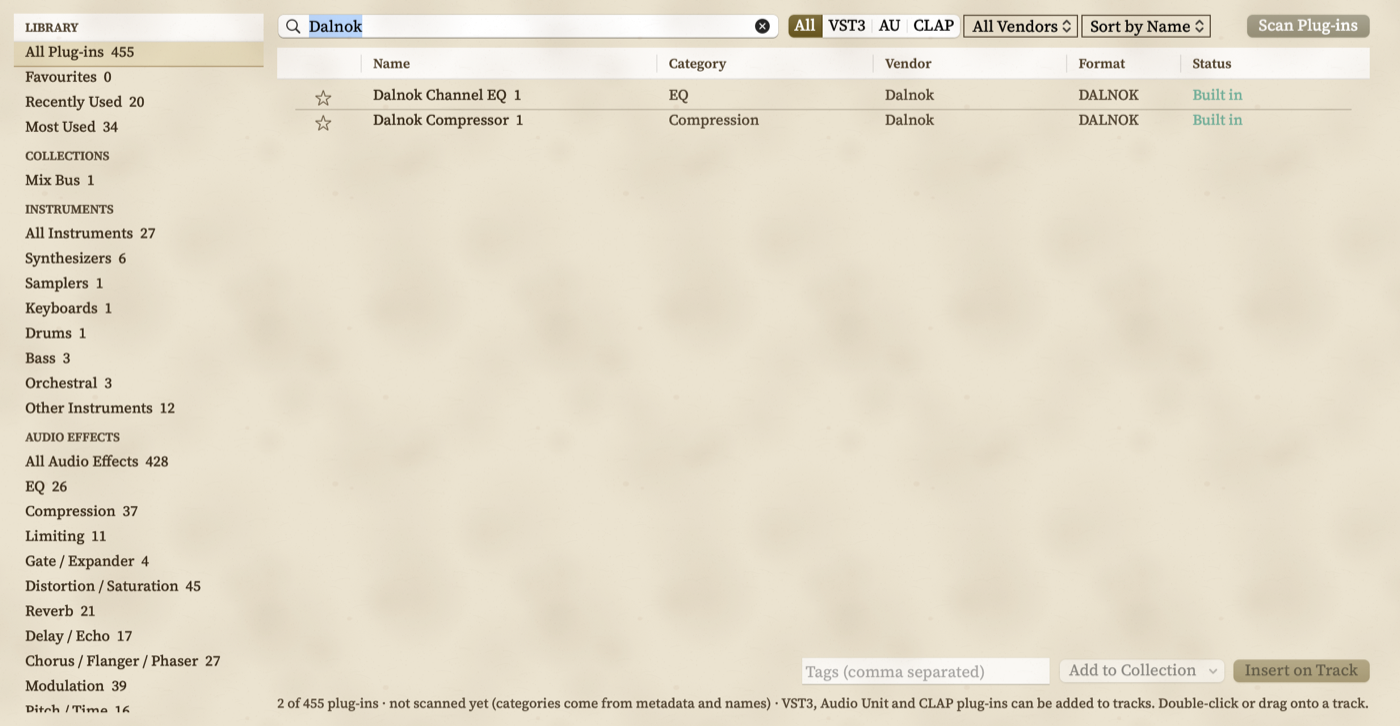 LIBRARY
All Plug-ins 455
Favourites 0
Recently Used 20
Most Used 34
COLLECTIONS
Mix Bus 1
INSTRUMENTS
All Instruments 27
Synthesizers 6
Samplers 1
Keyboards 1
Drums 1
Bass 3
Orchestral 3
Other Instruments 12
AUDIO EFFECTS
All Audio Effects 428
EQ 26
Compression 37
Limiting 11
Gate / Expander 4
Distortion / Saturation 45
Reverb 21
Delay / Echo 17
Chorus / Flanger / Phaser 27
Modulation 39
Pitch / Time 16
Dalnok All VST3 AU CLAP All Vendors Sort by Name Scan Plug-ins
Name Category Vendor Format Status
Dalnok Channel EQ 1 EQ Dalnok DALNOK Built in
Dalnok Compressor 1 Compression Dalnok DALNOK Built in
Tags (comma separated) Add to Collection Insert on Track
2 of 455 plug-ins · not scanned yet (categories come from metadata and names) · VST3, Audio Unit and CLAP plug-ins can be added to tracks. Double-click or drag onto a track.